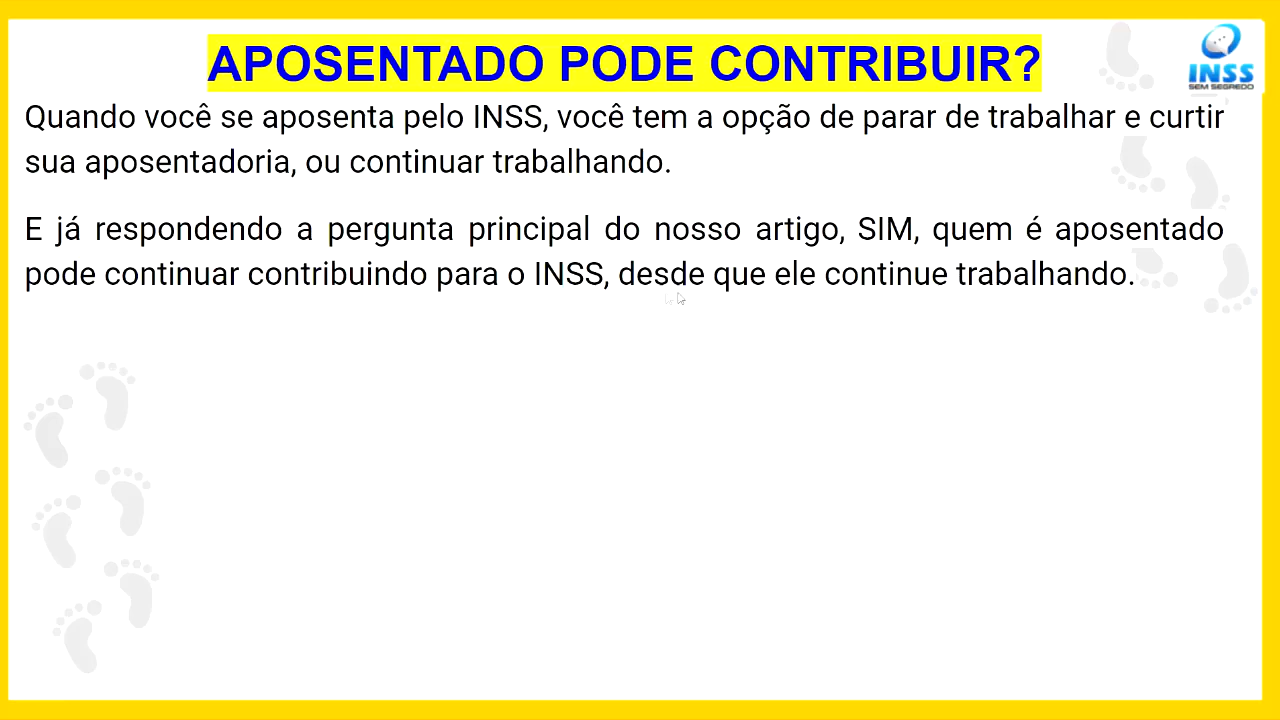 APOSENTADO PODE CONTRIBUIR?
INSS
SEM SEGREDO
Quando você se aposenta pelo INSS, você tem a opção de parar de trabalhar e curtir
sua aposentadoria, ou continuar trabalhando.
E já respondendo a pergunta principal do nosso artigo, SIM, quem é aposentado
pode continuar contribuindo para o INSS, desde que ele continue trabalhando.